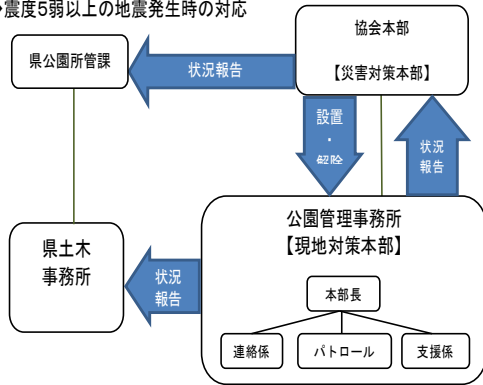 震度5弱以上の地震発生時の対応
県公園所管課
状況報告
協会本部
【災害対策本部】
設置
・
解除
状況
報告
県土木
事務所
状況
報告
公園管理事務所
【現地対策本部】
本部長
連絡係
パトロール
支援係